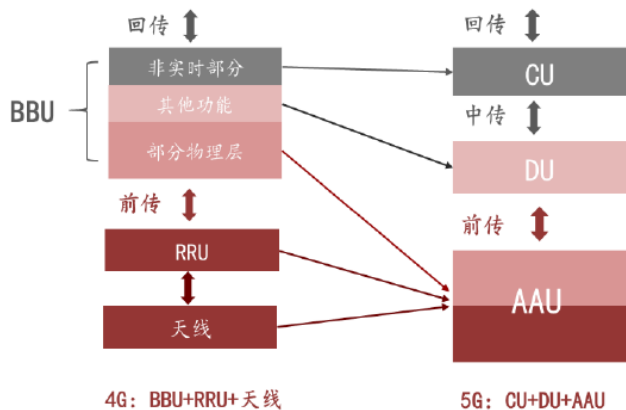 回传
非实时部分
BBU
其他功能
部分物理层
前传
RRU
天线
4G: BBU+RRU+天线
回传
CU
中传
DU
前传
AAU
5G: CU+DU+AAU